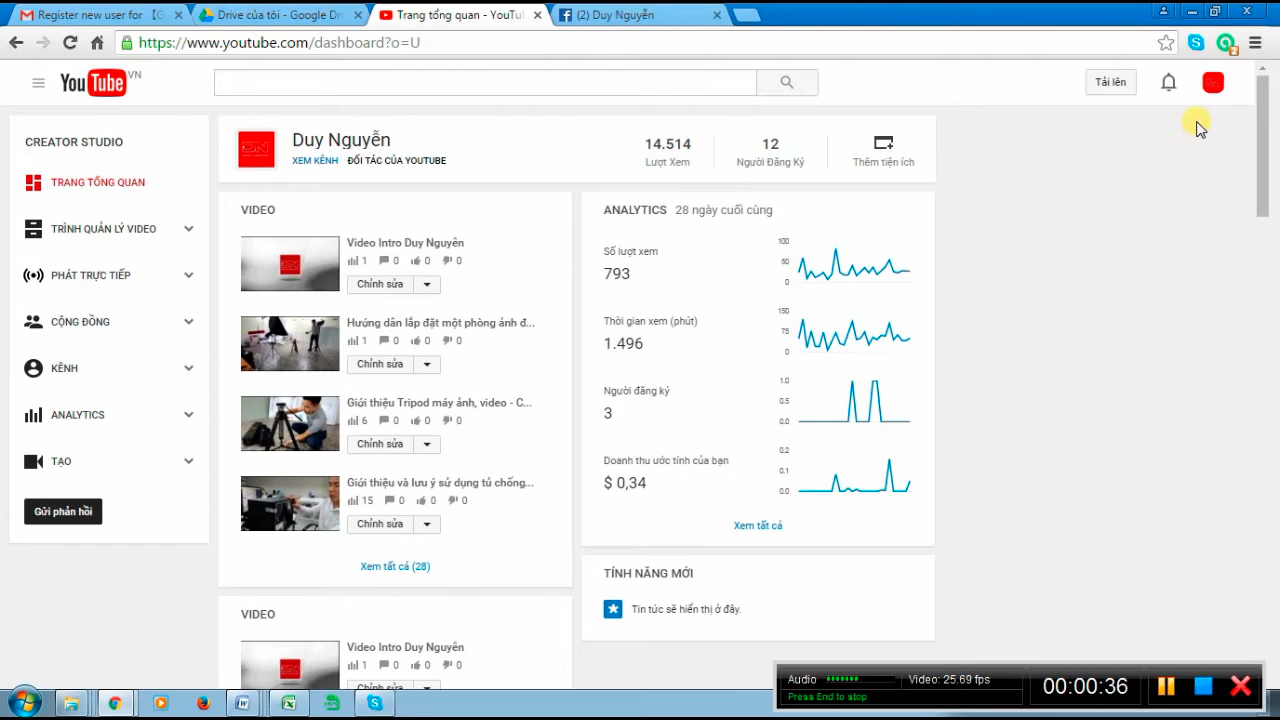 Register new user for 【G
Drive của tôi - Google Dri
Trang tổng quan - YouTu
(2) Duy Nguyễn
https://www.youtube.com/dashboard?o=U
YouTube VN
Tải lên
CREATOR STUDIO
TRANG TỔNG QUAN
TRÌNH QUẢN LÝ VIDEO
PHÁT TRỰC TIẾP
CỘNG ĐỒNG
KÊNH
ANALYTICS
TẠO
Gửi phản hồi
Duy Nguyễn
XEM KÊNH ĐỐI TÁC CỦA YOUTUBE
14.514
Lượt Xem
12
Người Đăng Ký
Thêm tiện ích
VIDEO
Video Intro Duy Nguyễn
1 0 0 0
Chỉnh sửa
Hướng dẫn lắp đặt một phòng ảnh đ...
1 0 0 0
Chỉnh sửa
Giới thiệu Tripod máy ảnh, video - C...
6 0 0 0
Chỉnh sửa
Giới thiệu và lưu ý sử dụng tủ chống...
15 0 0 0
Chỉnh sửa
Xem tất cả (28)
VIDEO
Video Intro Duy Nguyễn
1 0 0 0
Chỉnh sửa
ANALYTICS 28 ngày cuối cùng
Số lượt xem
793
100
50
0
Thời gian xem (phút)
1.496
150
75
0
Người đăng ký
3
1.0
0.5
0.0
Doanh thu ước tính của bạn
$ 0,34
0.2
0.1
0.0
Xem tất cả
TÍNH NĂNG MỚI
Tin tức sẽ hiển thị ở đây.
Audio
Press End to stop
Video: 25.69 fps
00:00:36